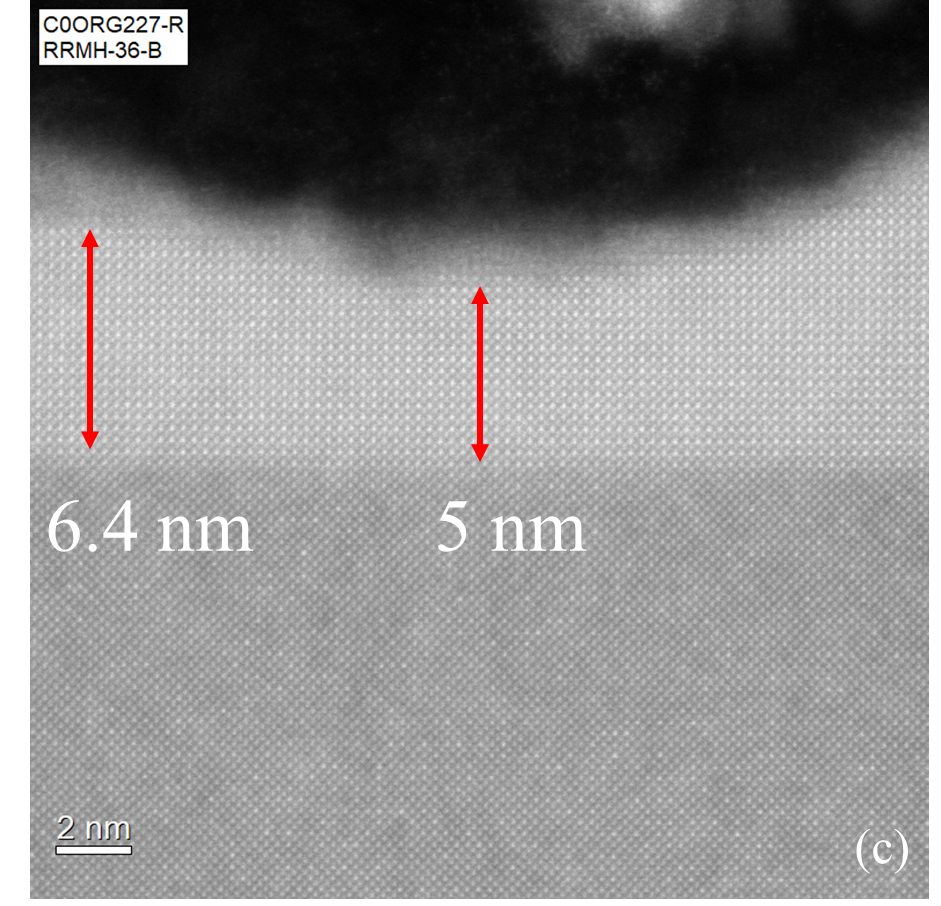 C0ORG227-R
RRMH-36-B
6.4 nm
5 nm
2 nm
(c)